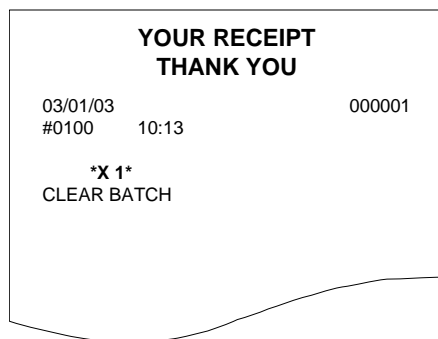 YOUR RECEIPT
THANK YOU
03/01/03 000001
#0100 10:13
*X 1*
CLEAR BATCH